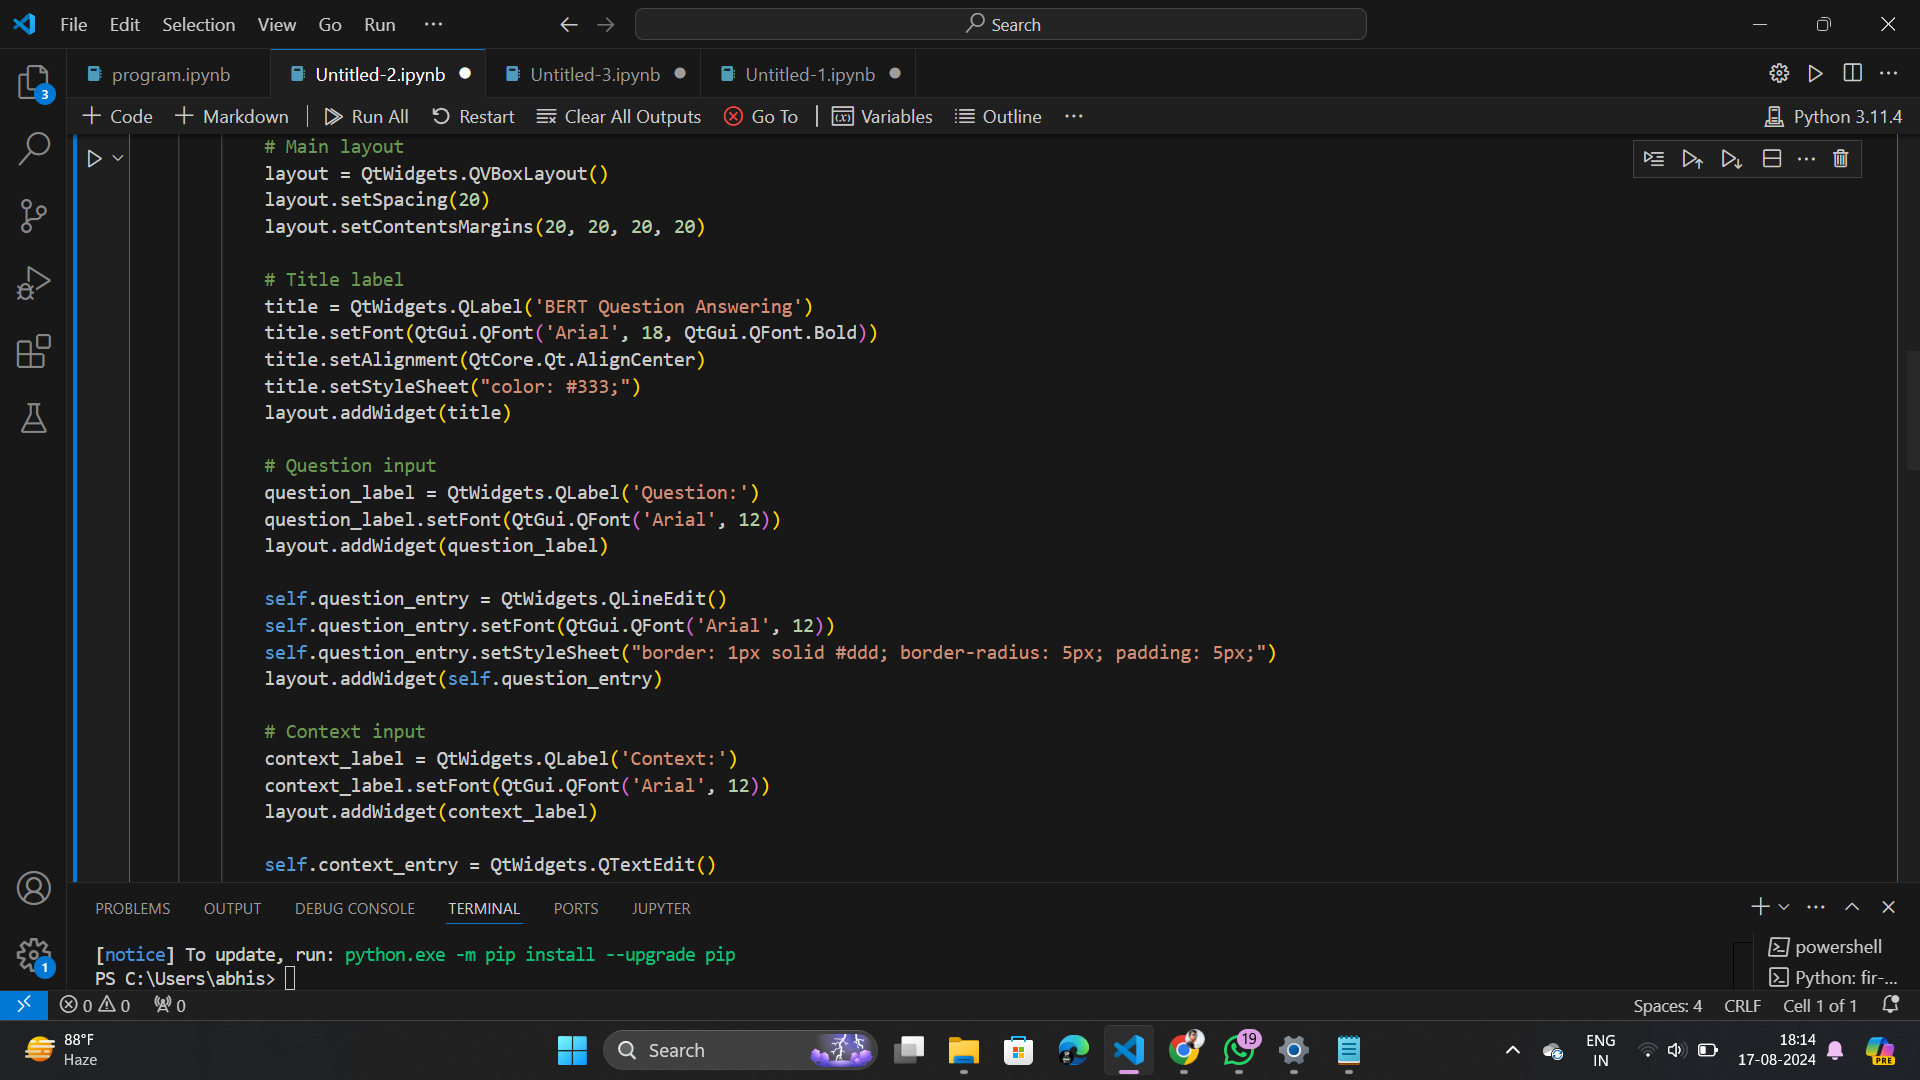 File Edit Selection View Go Run ...
Search
program.ipynb Untitled-2.ipynb Untitled-3.ipynb Untitled-1.ipynb
Code Markdown Run All Restart Clear All Outputs Go To Variables Outline ... Python 3.11.4
# Main layout
layout = QtWidgets.QVBoxLayout()
layout.setSpacing(20)
layout.setContentsMargins(20, 20, 20, 20)
# Title label
title = QtWidgets.QLabel('BERT Question Answering')
title.setFont(QtGui.QFont('Arial', 18, QtGui.QFont.Bold))
title.setAlignment(QtCore.Qt.AlignCenter)
title.setStyleSheet("color: #333;")
layout.addWidget(title)
# Question input
question_label = QtWidgets.QLabel('Question:')
question_label.setFont(QtGui.QFont('Arial', 12))
layout.addWidget(question_label)
self.question_entry = QtWidgets.QLineEdit()
self.question_entry.setFont(QtGui.QFont('Arial', 12))
self.question_entry.setStyleSheet("border: 1px solid #ddd; border-radius: 5px; padding: 5px;")
layout.addWidget(self.question_entry)
# Context input
context_label = QtWidgets.QLabel('Context:')
context_label.setFont(QtGui.QFont('Arial', 12))
layout.addWidget(context_label)
self.context_entry = QtWidgets.QTextEdit()
3
1
PROBLEMS OUTPUT DEBUG CONSOLE TERMINAL PORTS JUPYTER
[notice] To update, run: python.exe -m pip install --upgrade pip
PS C:\Users\abhis>
powershell
Python: fir-...
0 0 0 Spaces: 4 CRLF Cell 1 of 1
88°F
Haze
Search
19
PRE
ENG
IN
18:14
17-08-2024